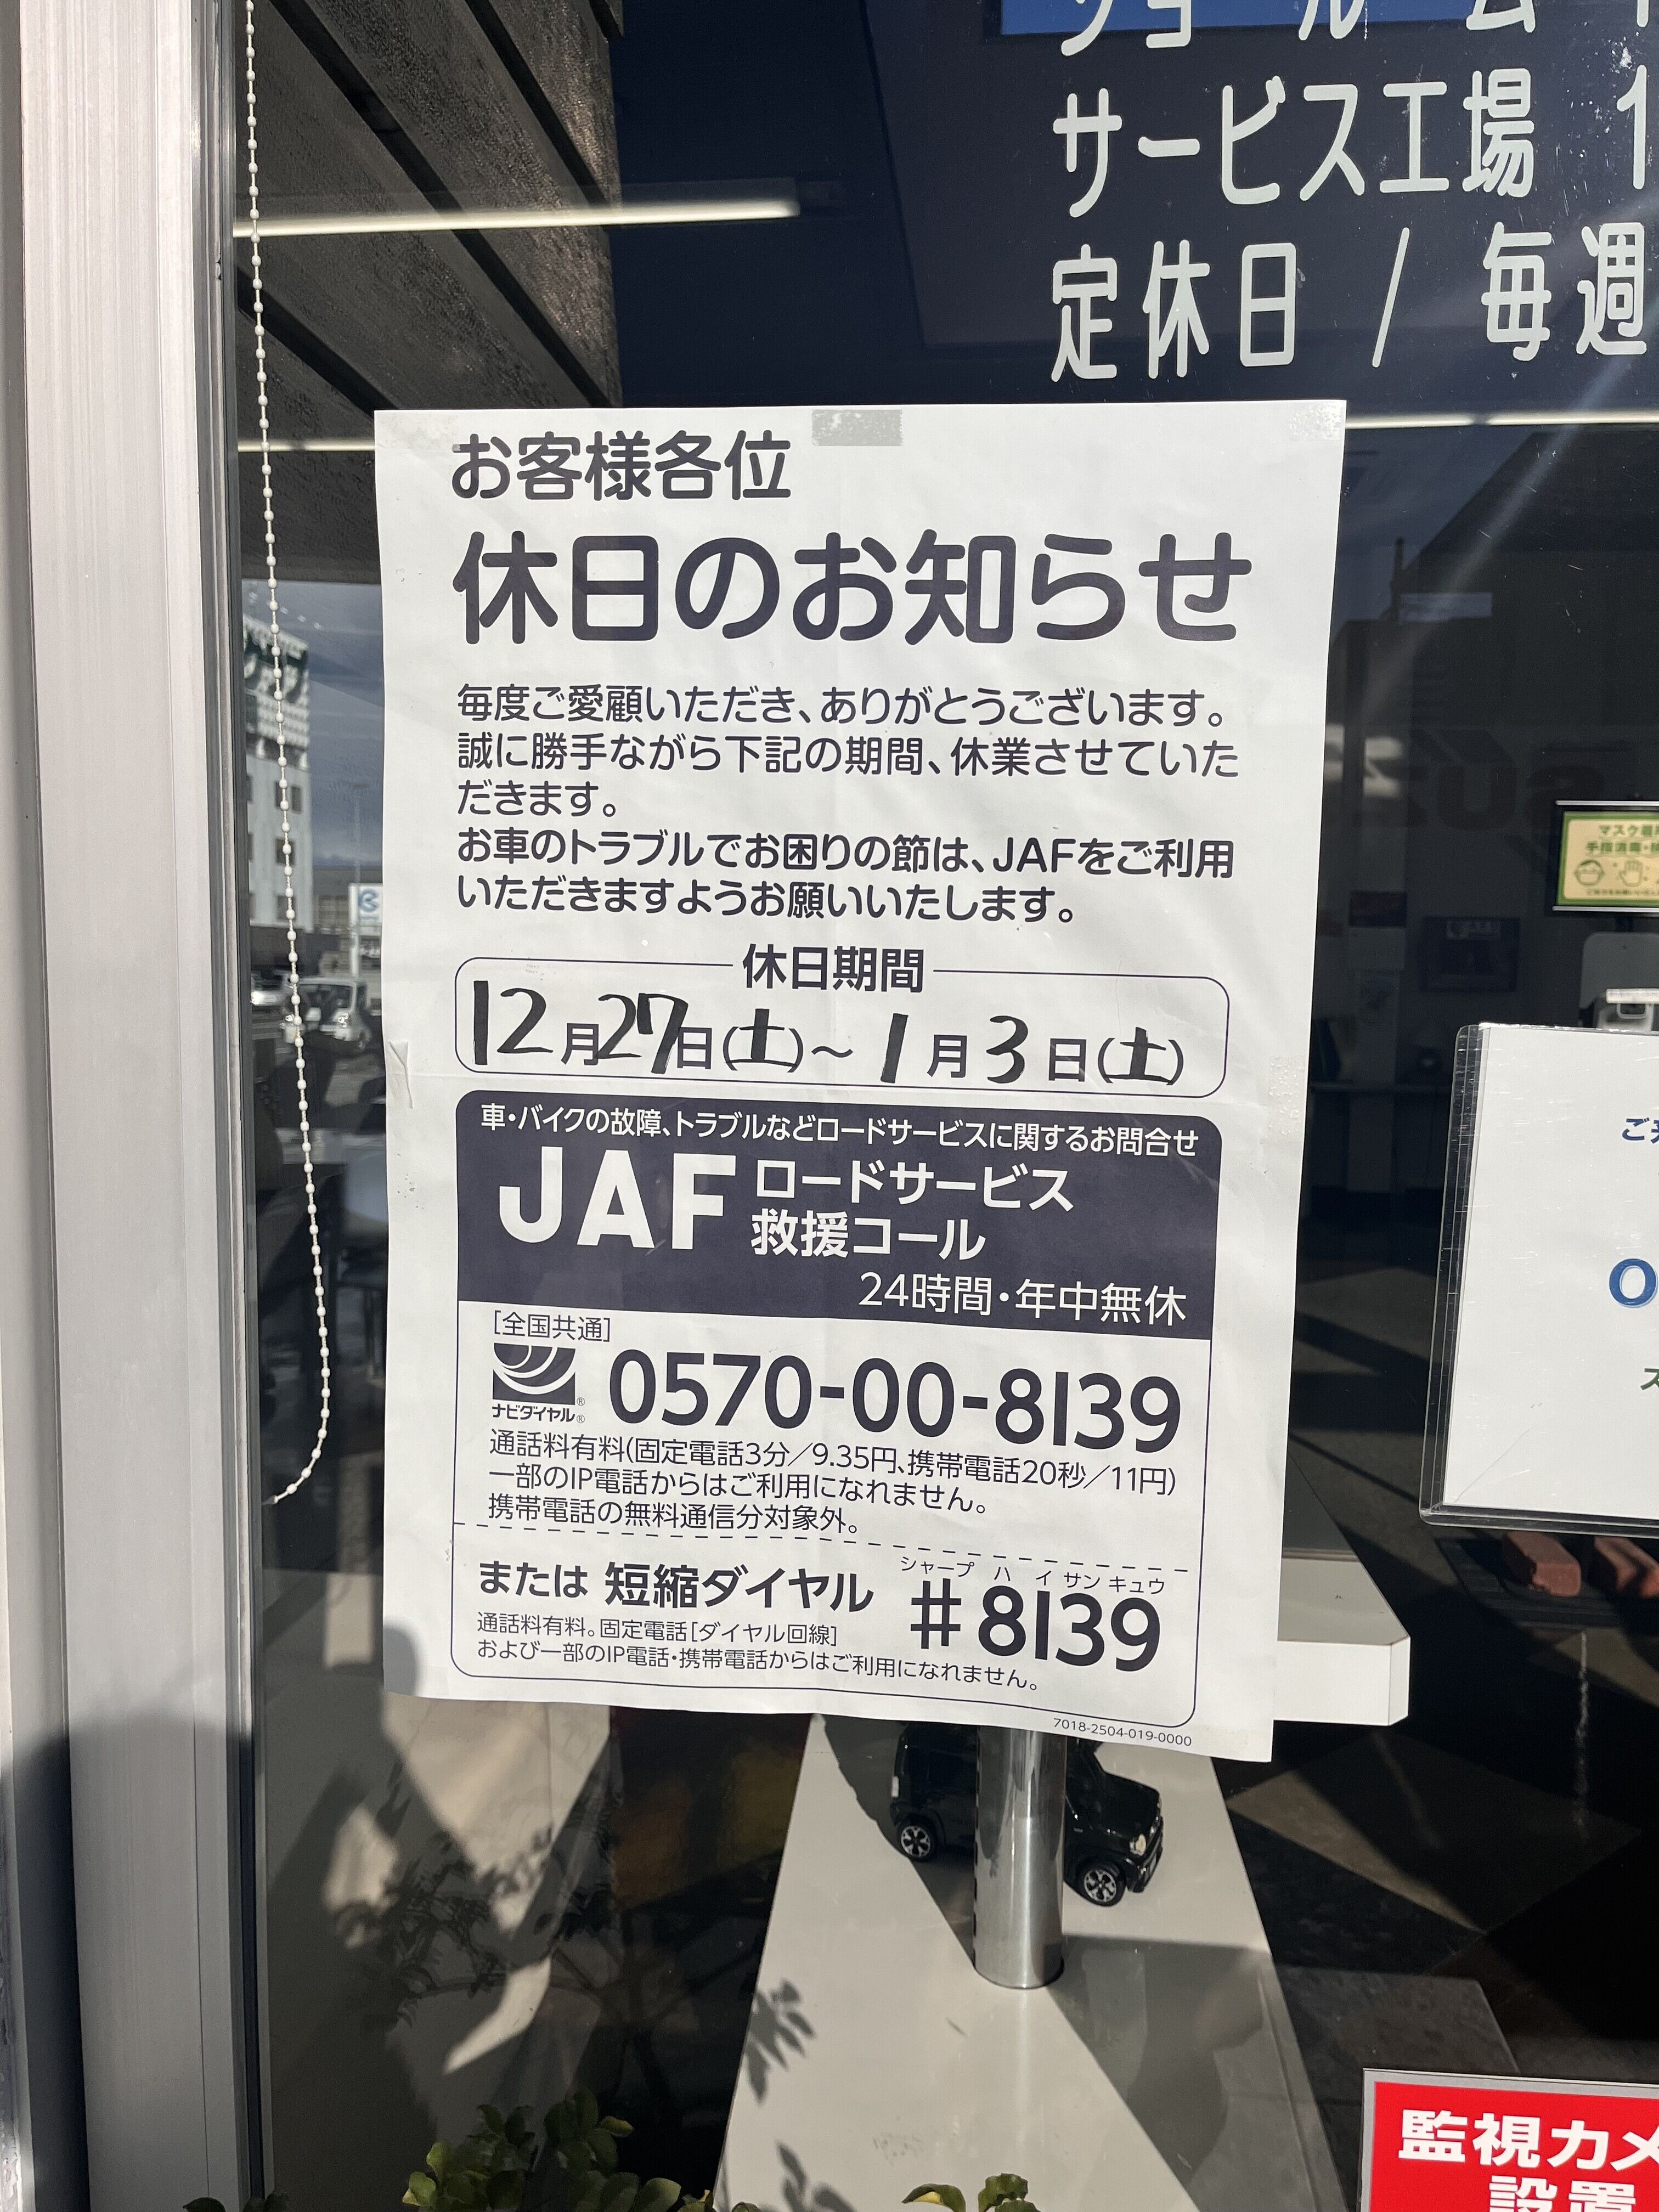 サービス工場
定休日 / 毎週
お客様各位
休日のお知らせ
毎度ご愛顧いただき、ありがとうございます。
誠に勝手ながら下記の期間、休業させていた
だきます。
お車のトラブルでお困りの節は、JAFをご利用
いただきますようお願いいたします。
休日期間
12月27日(土)～1月3日(土)
車・バイクの故障、トラブルなどロードサービスに関するお問合せ
JAF ロードサービス
救援コール
24時間・年中無休
[全国共通]
ナビダイヤル® 0570-00-8139
通話料有料(固定電話3分／9.35円、携帯電話20秒／11円)
一部のIP電話からはご利用になれません。
携帯電話の無料通信分対象外。
シャープ ハ イ サン キュウ
または 短縮ダイヤル #8139
通話料有料。固定電話[ダイヤル回線]
および一部のIP電話・携帯電話からはご利用になれません。
7018-2504-019-0000
手指消毒
監視カメ
設置